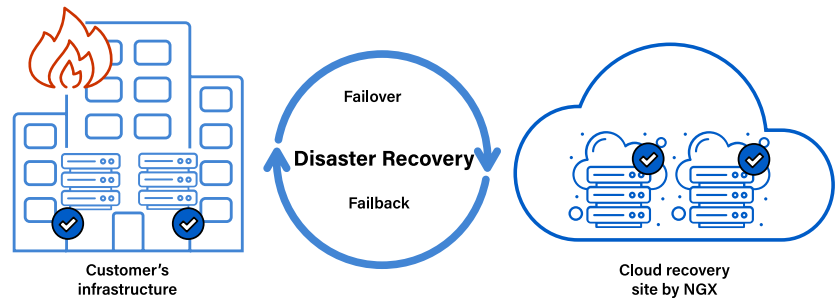 Failover
Disaster Recovery
Failback
Customer's
infrastructure
Cloud recovery
site by NGX